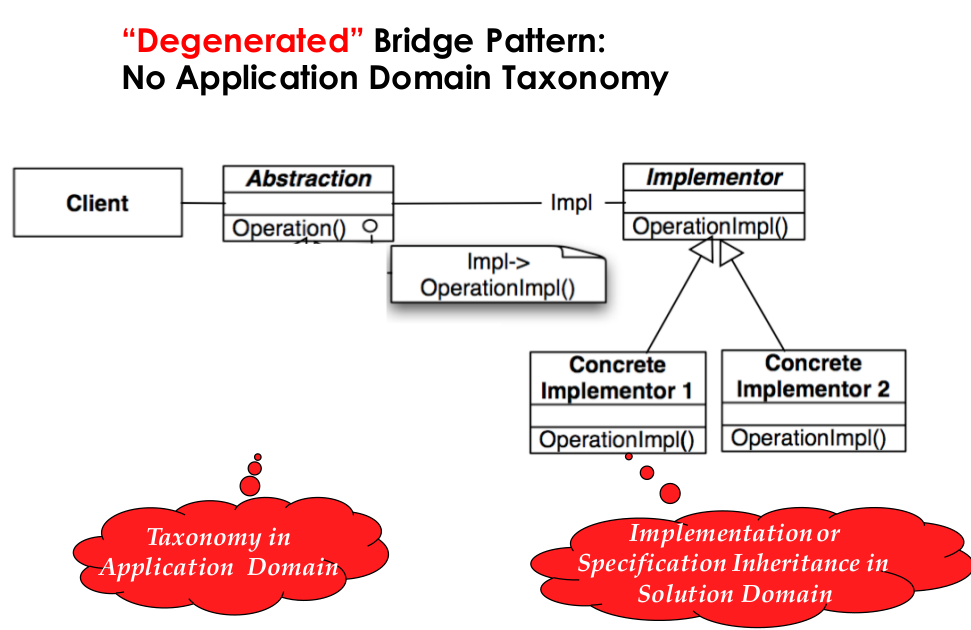 “Degenerated” Bridge Pattern:
No Application Domain Taxonomy
Client
Abstraction
Operation()
Impl
Implementor
OperationImpl()
Impl->
OperationImpl()
Concrete
Implementor 1
OperationImpl()
Concrete
Implementor 2
OperationImpl()
Taxonomy in
Application Domain
Implementation or
Specification Inheritance in
Solution Domain